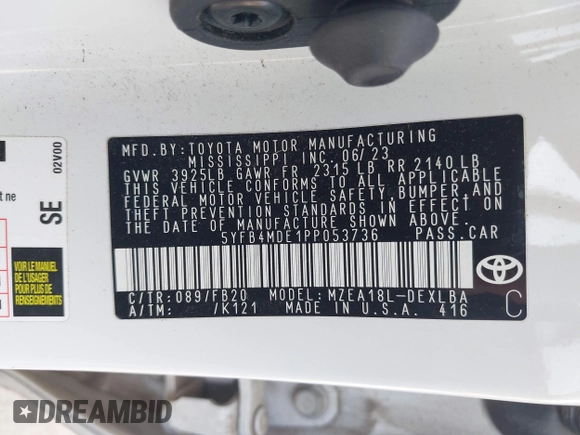 MFD. BY: TOYOTA MOTOR MANUFACTURING
MISSISSIPPI INC. 06/23
GVWR 3925LB GAWR FR 2315 LB RR 2140 LB
THIS VEHICLE CONFORMS TO ALL APPLICABLE
FEDERAL MOTOR VEHICLE SAFETY, BUMPER, AND
THEFT PREVENTION STANDARDS IN EFFECT ON
THE DATE OF MANUFACTURE SHOWN ABOVE.
5YFB4MDE1PP053736 PASS.CAR
C/TR: 089/FB20 MODEL: MZEA18L-DEXLBA
A/TM: /K121 MADE IN U.S.A. 416
C
02V00
SE
t ne
VOIR LE MANUEL
DE L'USAGER
POUR PLUS DE
RENSEIGNEMENTS
DREAMBID